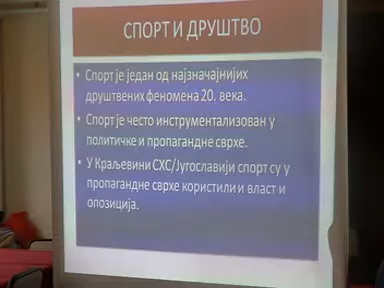 СПОРТ И ДРУШТВО
• Спорт је један од најзначајнијих
друштвених феномена 20. века.
• Спорт је често инструментализован у
политичке и пропагандне сврхе.
• У Краљевини СХС/Југославији спорт су у
пропагандне сврхе користили и власт и
опозиција.